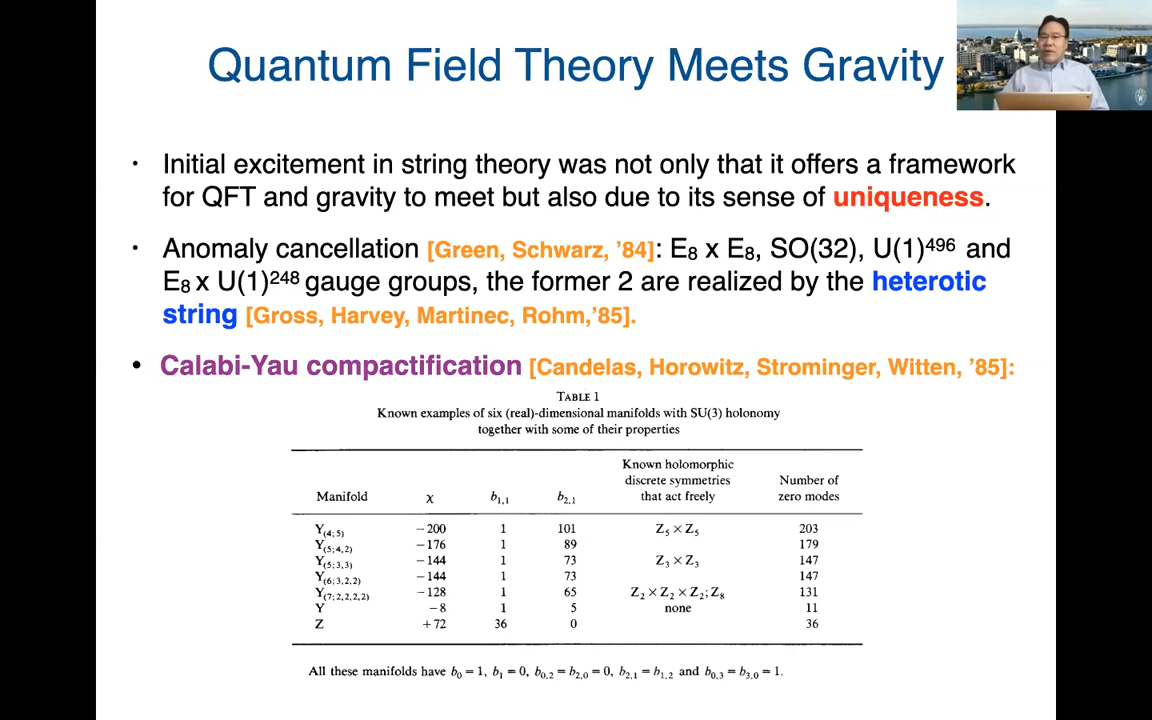 Quantum Field Theory Meets Gravity
• Initial excitement in string theory was not only that it offers a framework
for QFT and gravity to meet but also due to its sense of uniqueness.
• Anomaly cancellation [Green, Schwarz, ’84]: E₈ x E₈, SO(32), U(1)⁴⁹⁶ and
E₈ x U(1)²⁴⁸ gauge groups, the former 2 are realized by the heterotic
string [Gross, Harvey, Martinec, Rohm,’85].
• Calabi-Yau compactification [Candelas, Horowitz, Strominger, Witten, ’85]:
TABLE 1
Known examples of six (real)-dimensional manifolds with SU(3) holonomy
together with some of their properties
Known holomorphic
discrete symmetries Number of
Manifold χ b₁,₁ b₂,₁ that act freely zero modes
Y(4;5) −200 1 101 Z₅ × Z₅ 203
Y(5;4,2) −176 1 89 179
Y(5;3,3) −144 1 73 Z₃ × Z₃ 147
Y(6;3,2,2) −144 1 73 147
Y(7;2,2,2,2) −128 1 65 Z₂ × Z₂ × Z₂; Z₈ 131
Y −8 1 5 none 11
Z +72 36 0 36
All these manifolds have b₀ = 1, b₁ = 0, b₀,₂ = b₂,₀ = 0, b₂,₁ = b₁,₂ and b₀,₃ = b₃,₀ = 1.